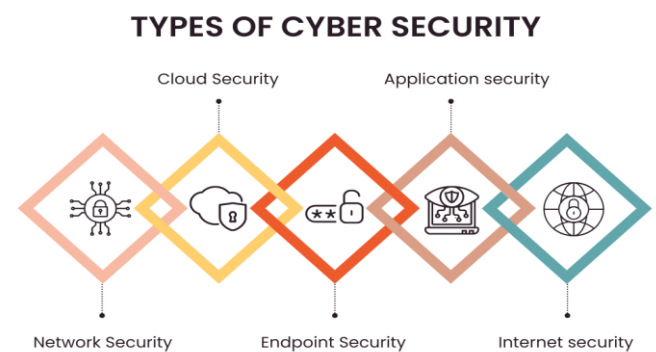 TYPES OF CYBER SECURITY
Cloud Security
Application security
**
Network Security
Endpoint Security
Internet security